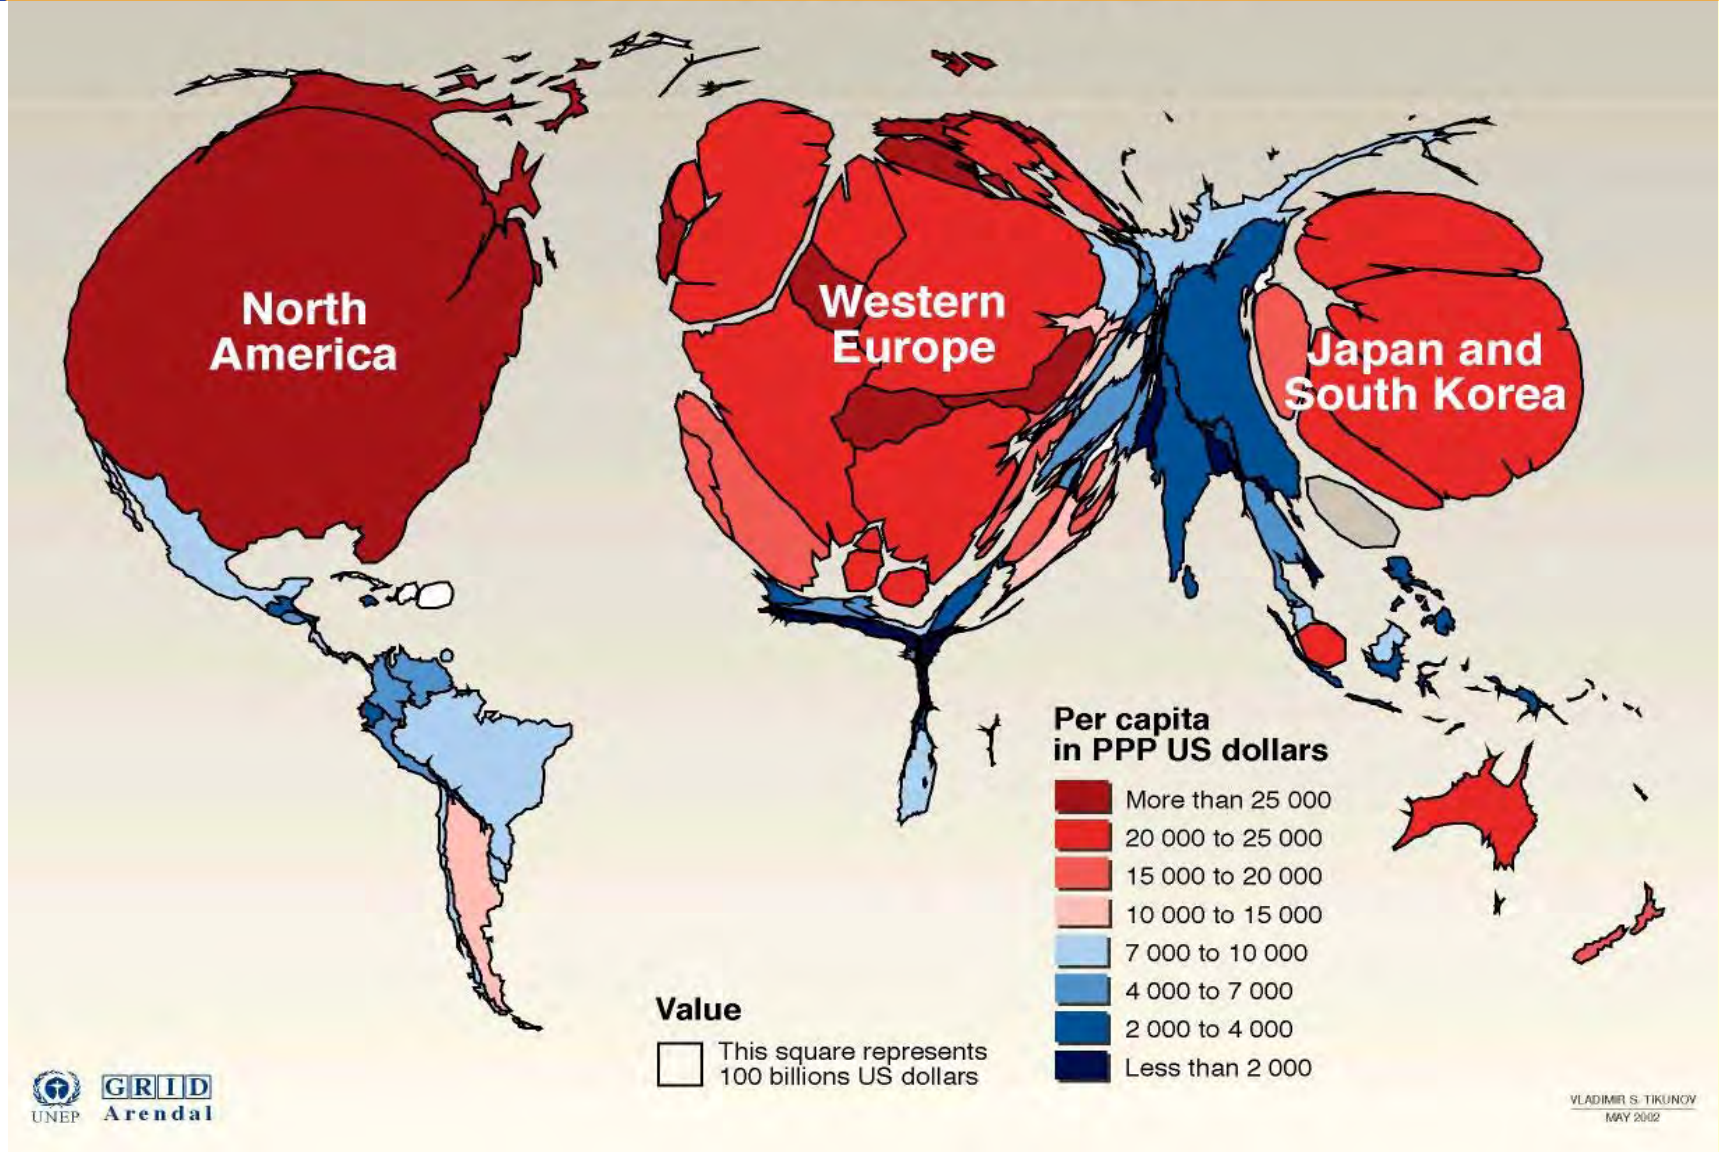 North
America
Western
Europe
Japan and
South Korea
Per capita
in PPP US dollars
More than 25 000
20 000 to 25 000
15 000 to 20 000
10 000 to 15 000
7 000 to 10 000
4 000 to 7 000
2 000 to 4 000
Less than 2 000
Value
This square represents
100 billions US dollars
UNEP
GRID
Arendal
VLADIMIR S. TIKUNOV
MAY 2002